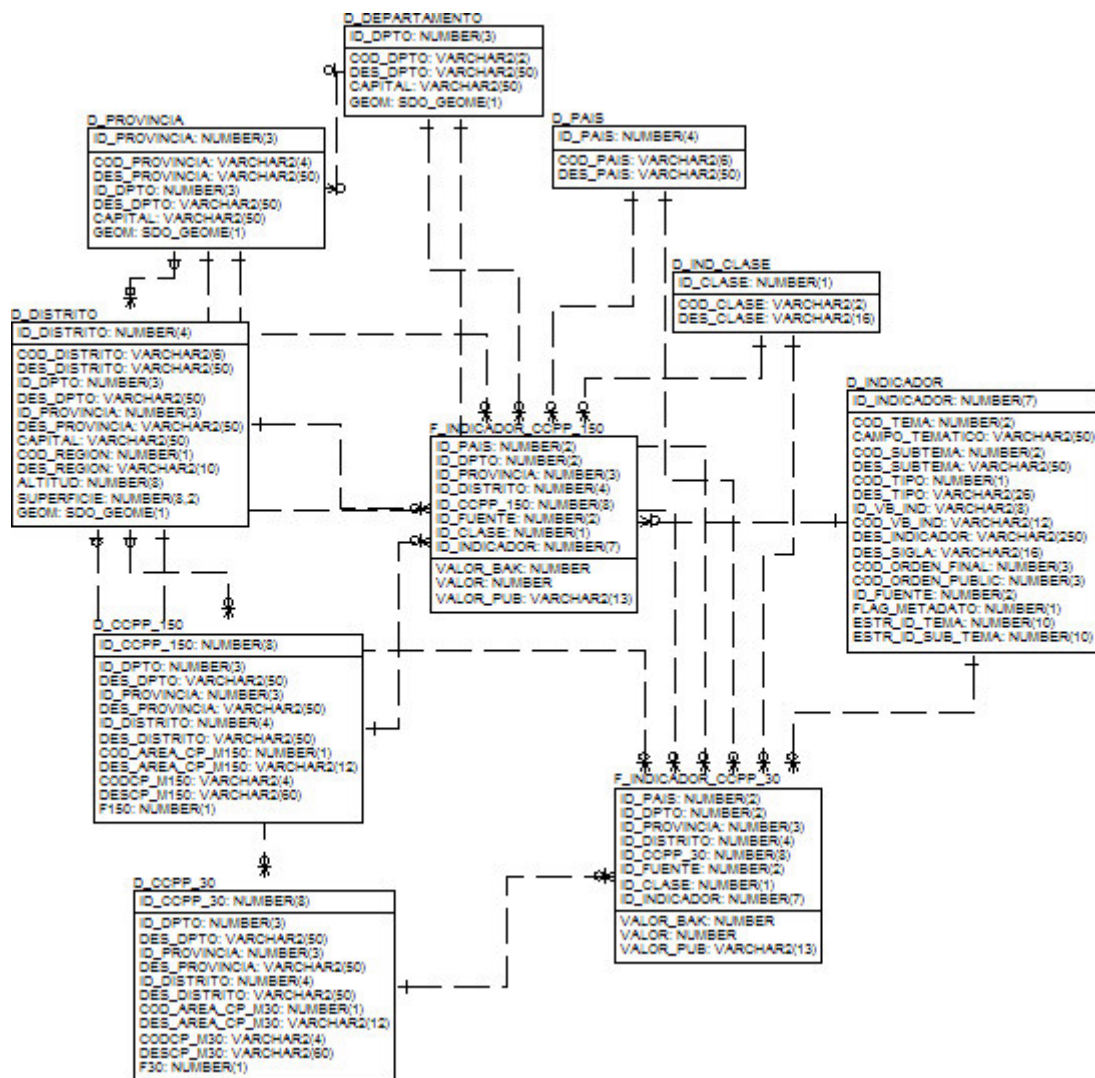 D_DEPARTAMENTO
ID_DPTO: NUMBER(3)
COD_DPTO: VARCHAR2(2)
DES_DPTO: VARCHAR2(50)
CAPITAL: VARCHAR2(50)
GEOM: SDO_GEOME(1)
D_PROVINCIA
ID_PROVINCIA: NUMBER(3)
COD_PROVINCIA: VARCHAR2(4)
DES_PROVINCIA: VARCHAR2(50)
ID_DPTO: NUMBER(3)
DES_DPTO: VARCHAR2(50)
CAPITAL: VARCHAR2(50)
GEOM: SDO_GEOME(1)
D_PAIS
ID_PAIS: NUMBER(4)
COD_PAIS: VARCHAR2(6)
DES_PAIS: VARCHAR2(50)
D_IND_CLASE
ID_CLASE: NUMBER(1)
COD_CLASE: VARCHAR2(2)
DES_CLASE: VARCHAR2(16)
D_DISTRITO
ID_DISTRITO: NUMBER(4)
COD_DISTRITO: VARCHAR2(6)
DES_DISTRITO: VARCHAR2(50)
ID_DPTO: NUMBER(3)
DES_DPTO: VARCHAR2(50)
ID_PROVINCIA: NUMBER(3)
DES_PROVINCIA: VARCHAR2(50)
CAPITAL: VARCHAR2(50)
COD_REGION: NUMBER(1)
DES_REGION: VARCHAR2(10)
ALTITUD: NUMBER(8)
SUPERFICIE: NUMBER(8,2)
GEOM: SDO_GEOME(1)
F_INDICADOR_CCPP_150
ID_PAIS: NUMBER(2)
ID_DPTO: NUMBER(2)
ID_PROVINCIA: NUMBER(3)
ID_DISTRITO: NUMBER(4)
ID_CCPP_150: NUMBER(8)
ID_FUENTE: NUMBER(2)
ID_CLASE: NUMBER(1)
ID_INDICADOR: NUMBER(7)
VALOR_BAK: NUMBER
VALOR: NUMBER
VALOR_PUB: VARCHAR2(13)
D_INDICADOR
ID_INDICADOR: NUMBER(7)
COD_TEMA: NUMBER(2)
CAMPO_TEMATICO: VARCHAR2(50)
COD_SUBTEMA: NUMBER(2)
DES_SUBTEMA: VARCHAR2(50)
COD_TIPO: NUMBER(1)
DES_TIPO: VARCHAR2(26)
ID_VB_IND: VARCHAR2(8)
COD_VB_IND: VARCHAR2(12)
DES_INDICADOR: VARCHAR2(250)
DES_SIGLA: VARCHAR2(16)
COD_ORDEN_FINAL: NUMBER(3)
COD_ORDEN_PUBLIC: NUMBER(3)
ID_FUENTE: NUMBER(2)
FLAG_METADATO: NUMBER(1)
ESTR_ID_TEMA: NUMBER(10)
ESTR_ID_SUB_TEMA: NUMBER(10)
D_CCPP_150
ID_CCPP_150: NUMBER(8)
ID_DPTO: NUMBER(3)
DES_DPTO: VARCHAR2(50)
ID_PROVINCIA: NUMBER(3)
DES_PROVINCIA: VARCHAR2(50)
ID_DISTRITO: NUMBER(4)
DES_DISTRITO: VARCHAR2(50)
COD_AREA_CP_M150: NUMBER(1)
DES_AREA_CP_M150: VARCHAR2(12)
CODCP_M150: VARCHAR2(4)
DESCP_M150: VARCHAR2(60)
F150: NUMBER(1)
F_INDICADOR_CCPP_30
ID_PAIS: NUMBER(2)
ID_DPTO: NUMBER(2)
ID_PROVINCIA: NUMBER(3)
ID_DISTRITO: NUMBER(4)
ID_CCPP_30: NUMBER(8)
ID_FUENTE: NUMBER(2)
ID_CLASE: NUMBER(1)
ID_INDICADOR: NUMBER(7)
VALOR_BAK: NUMBER
VALOR: NUMBER
VALOR_PUB: VARCHAR2(13)
D_CCPP_30
ID_CCPP_30: NUMBER(8)
ID_DPTO: NUMBER(3)
DES_DPTO: VARCHAR2(50)
ID_PROVINCIA: NUMBER(3)
DES_PROVINCIA: VARCHAR2(50)
ID_DISTRITO: NUMBER(4)
DES_DISTRITO: VARCHAR2(50)
COD_AREA_CP_M30: NUMBER(1)
DES_AREA_CP_M30: VARCHAR2(12)
CODCP_M30: VARCHAR2(4)
DESCP_M30: VARCHAR2(60)
F30: NUMBER(1)